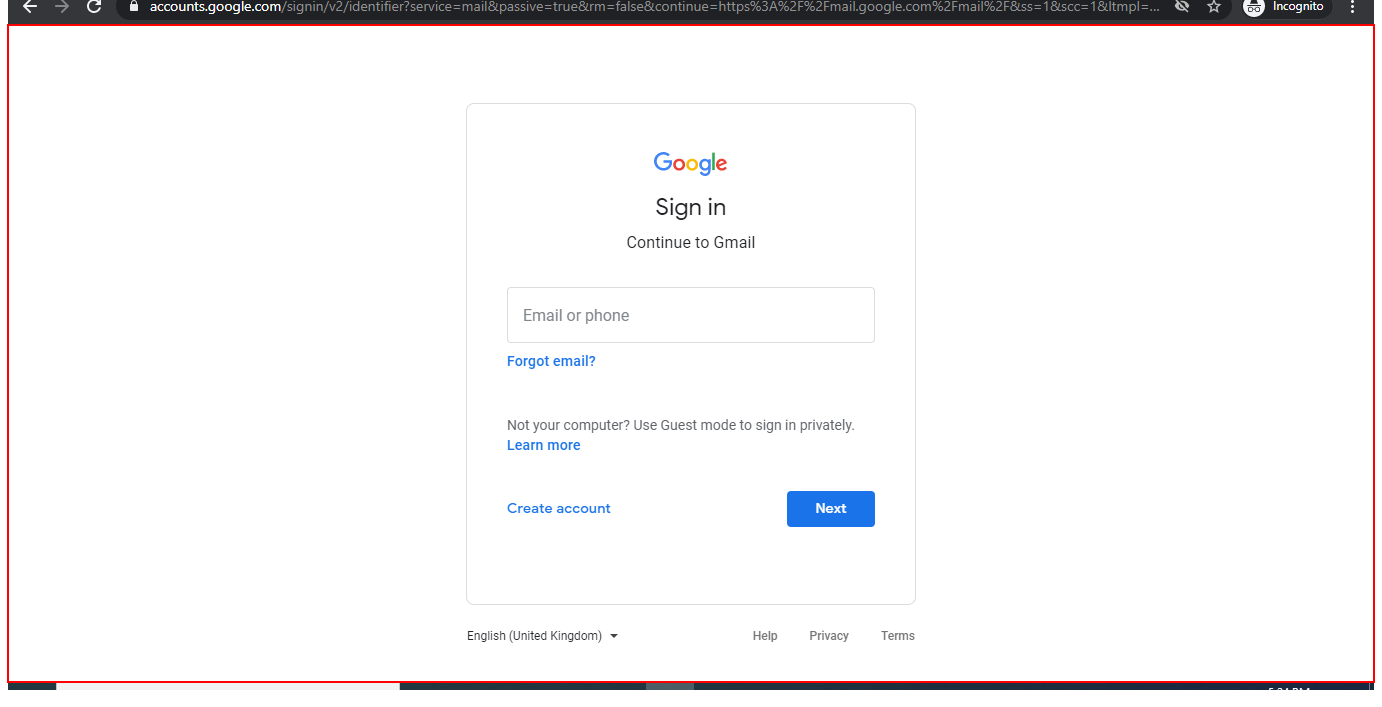 accounts.google.com/signin/v2/identifier?service=mail&passive=true&rm=false&continue=https%3A%2F%2Fmail.google.com%2Fmail%2F&ss=1&scc=1&ltmpl=...
Incognito
Google
Sign in
Continue to Gmail
Email or phone
Forgot email?
Not your computer? Use Guest mode to sign in privately.
Learn more
Create account
Next
English (United Kingdom)
Help Privacy Terms